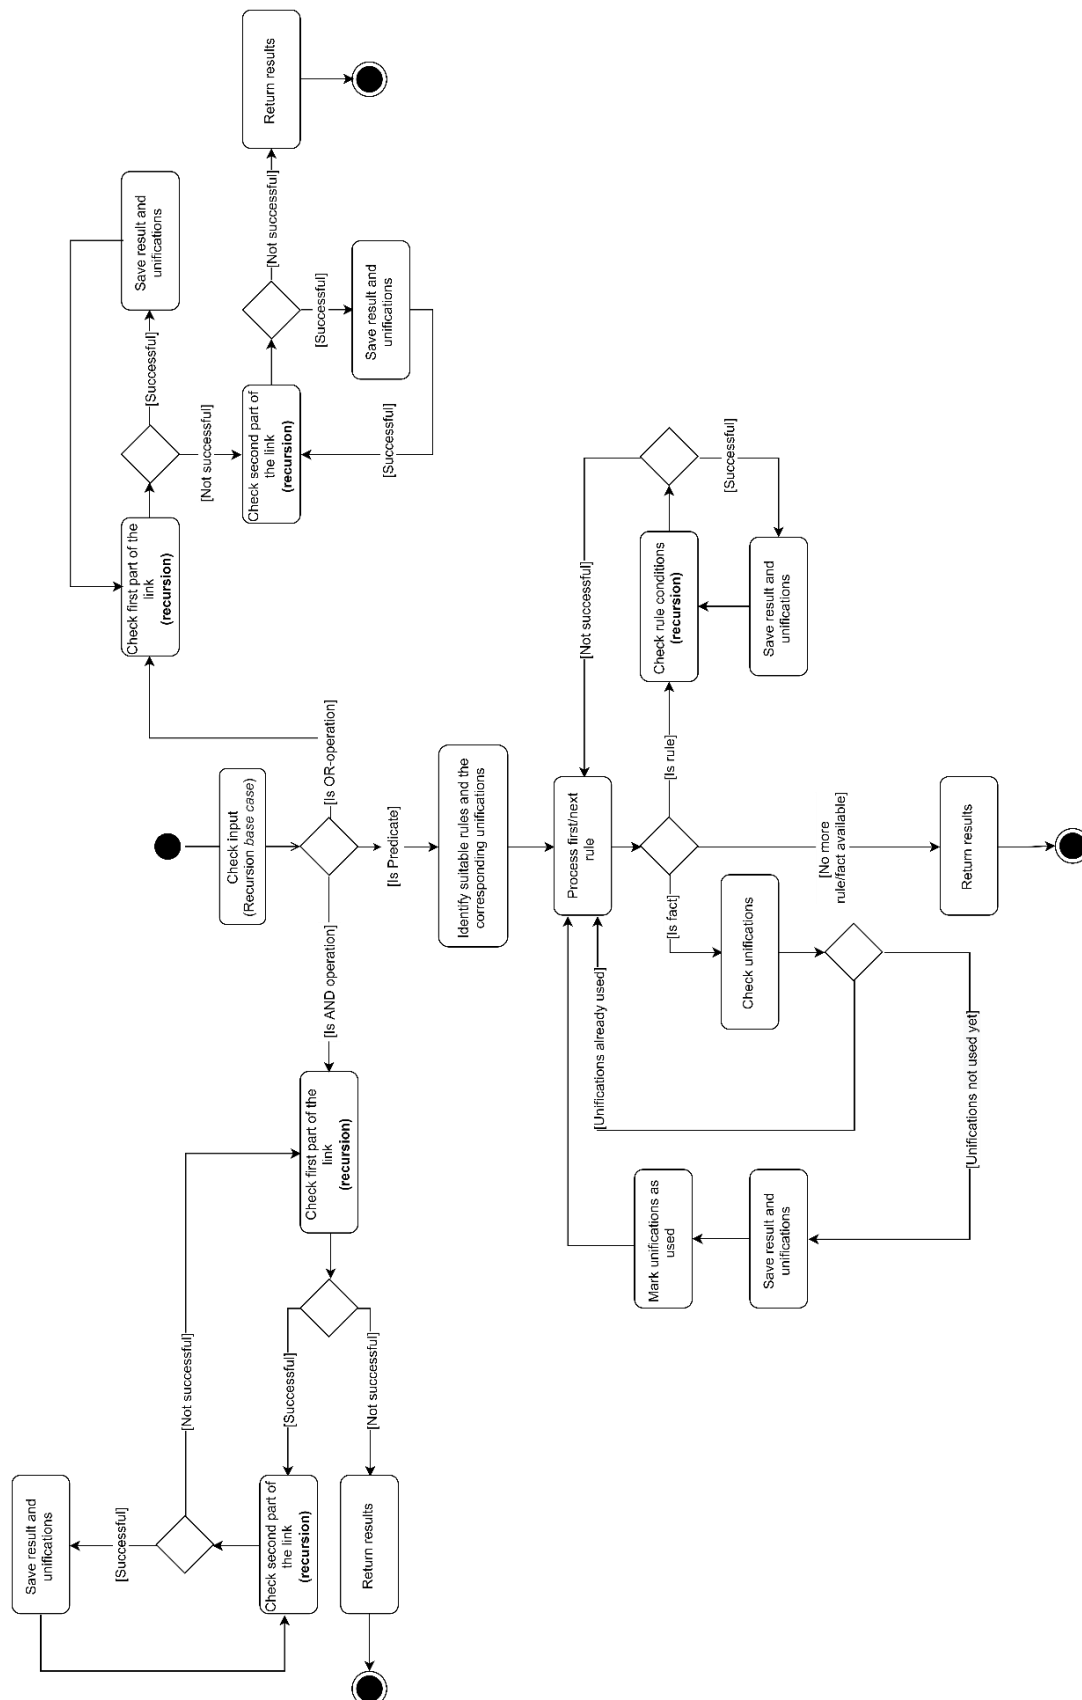 Check input
(Recursion base case)
[Is AND operation]
[Is Predicate]
[Is OR-operation]
Check first part of the
link
(recursion)
[Successful]
[Not successful]
Check second part of
the link
(recursion)
[Successful]
[Not successful]
Save result and
unifications
Return results
Check first part of the
link
(recursion)
[Successful]
[Not successful]
Save result and
unifications
Check second part of
the link
(recursion)
[Successful]
[Not successful]
Save result and
unifications
[Successful]
Return results
Identify suitable rules and the
corresponding unifications
Process first/next
rule
[Is fact]
[Is rule]
[No more
rule/fact available]
Check unifications
[Unifications already used]
[Unifications not used yet]
Save result and
unifications
Mark unifications as
used
Check rule conditions
(recursion)
[Successful]
[Not successful]
Save result and
unifications
Return results